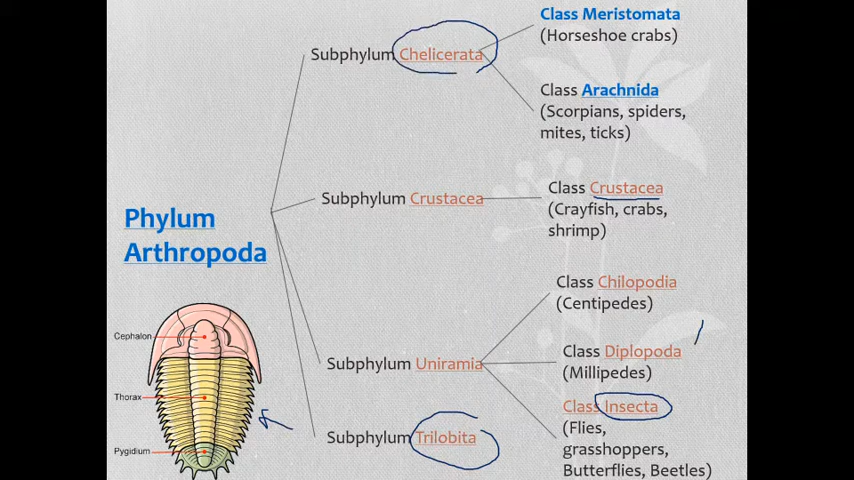 Class Meristomata
(Horseshoe crabs)
Subphylum Chelicerata
Class Arachnida
(Scorpians, spiders,
mites, ticks)
Subphylum Crustacea
Class Crustacea
(Crayfish, crabs,
shrimp)
Phylum
Arthropoda
Class Chilopodia
(Centipedes)
Subphylum Uniramia
Class Diplopoda
(Millipedes)
Class Insecta
(Flies,
grasshoppers,
Butterflies, Beetles)
Subphylum Trilobita
Cephalon
Thorax
Pygidium